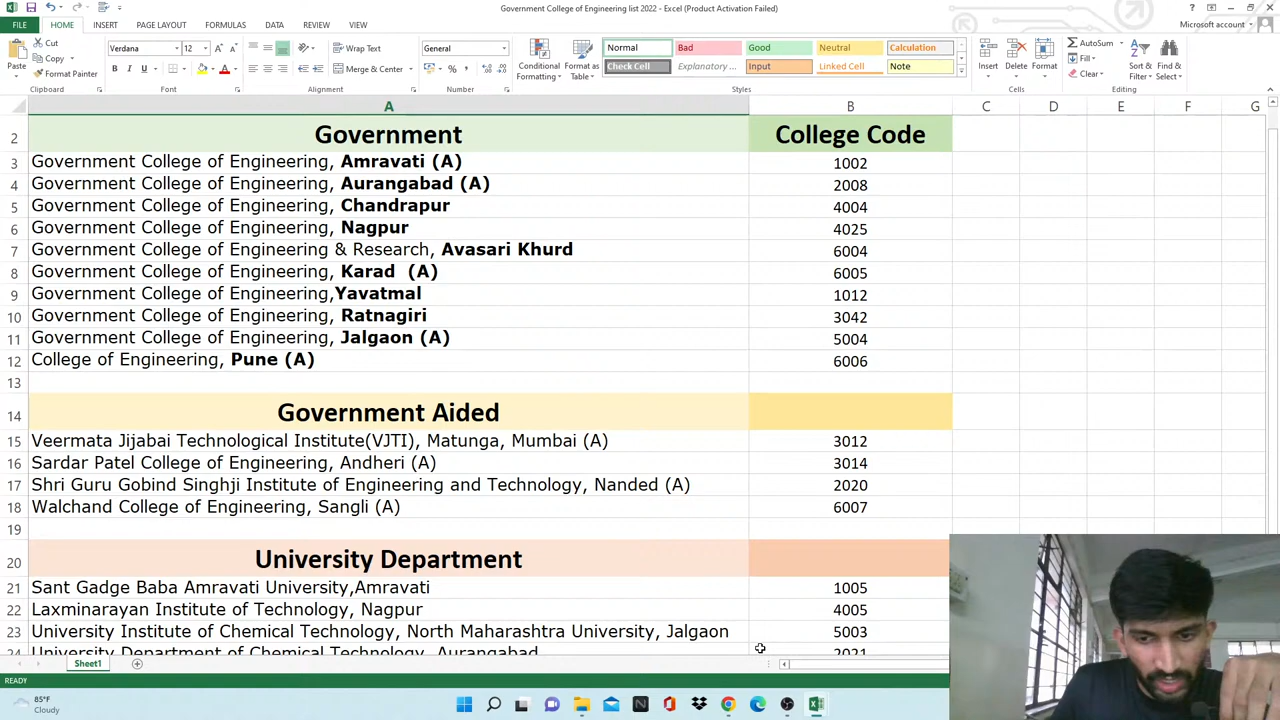 Government College of Engineering list 2022 - Excel (Product Activation Failed)
FILE HOME INSERT PAGE LAYOUT FORMULAS DATA REVIEW VIEW Microsoft account
Cut Verdana 12 Wrap Text General Normal Bad Good Neutral Calculation AutoSum
Copy Fill
Paste Format Painter Merge & Center Conditional Formatting Format as Table Check Cell Explanatory ... Input Linked Cell Note Insert Delete Format Clear Sort & Filter Find & Select
Clipboard Font Alignment Number Styles Cells Editing
A B C D E F G
2 Government College Code
3 Government College of Engineering, Amravati (A) 1002
4 Government College of Engineering, Aurangabad (A) 2008
5 Government College of Engineering, Chandrapur 4004
6 Government College of Engineering, Nagpur 4025
7 Government College of Engineering & Research, Avasari Khurd 6004
8 Government College of Engineering, Karad (A) 6005
9 Government College of Engineering,Yavatmal 1012
10 Government College of Engineering, Ratnagiri 3042
11 Government College of Engineering, Jalgaon (A) 5004
12 College of Engineering, Pune (A) 6006
13
14 Government Aided
15 Veermata Jijabai Technological Institute(VJTI), Matunga, Mumbai (A) 3012
16 Sardar Patel College of Engineering, Andheri (A) 3014
17 Shri Guru Gobind Singhji Institute of Engineering and Technology, Nanded (A) 2020
18 Walchand College of Engineering, Sangli (A) 6007
19
20 University Department
21 Sant Gadge Baba Amravati University,Amravati 1005
22 Laxminarayan Institute of Technology, Nagpur 4005
23 University Institute of Chemical Technology, North Maharashtra University, Jalgaon 5003
24 University Department of Chemical Technology, Aurangabad 2021
Sheet1
READY
85°F
Cloudy